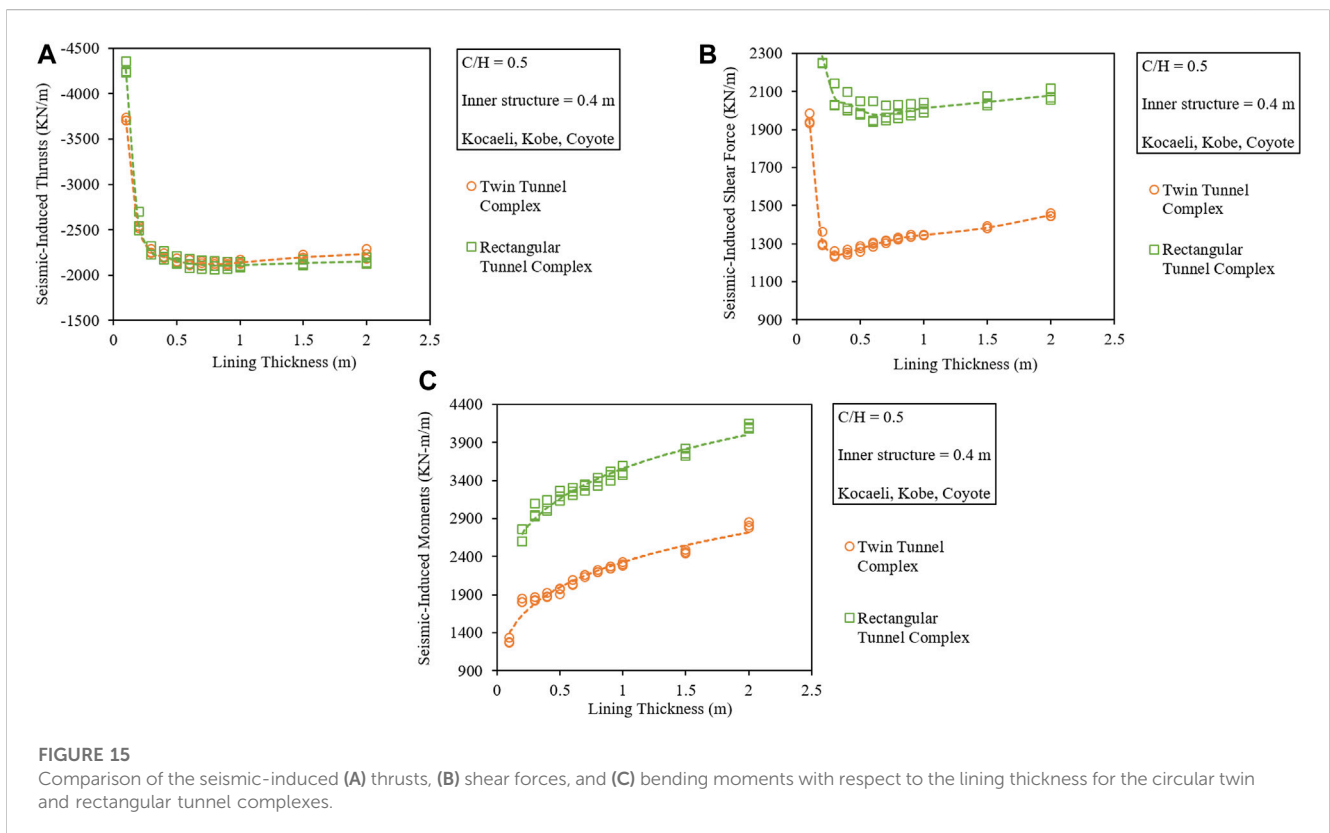 A
Seismic-Induced Thrusts (KN/m)
-4500
-4000
-3500
-3000
-2500
-2000
-1500
0
0.5
1
1.5
2
2.5
Lining Thickness (m)
C/H = 0.5
Inner structure = 0.4 m
Kocaeli, Kobe, Coyote
Twin Tunnel
Complex
Rectangular
Tunnel Complex
B
Seismic-Induced Shear Force (KN/m)
2300
2100
1900
1700
1500
1300
1100
900
0
0.5
1
1.5
2
2.5
Lining Thickness (m)
C/H = 0.5
Inner structure = 0.4 m
Kocaeli, Kobe, Coyote
Twin Tunnel
Complex
Rectangular
Tunnel Complex
C
Seismic-Induced Moments (KN-m/m)
4400
3900
3400
2900
2400
1900
1400
900
0
0.5
1
1.5
2
2.5
Lining Thickness (m)
C/H = 0.5
Inner structure = 0.4 m
Kocaeli, Kobe, Coyote
Twin Tunnel
Complex
Rectangular
Tunnel Complex
FIGURE 15
Comparison of the seismic-induced (A) thrusts, (B) shear forces, and (C) bending moments with respect to the lining thickness for the circular twin
and rectangular tunnel complexes.